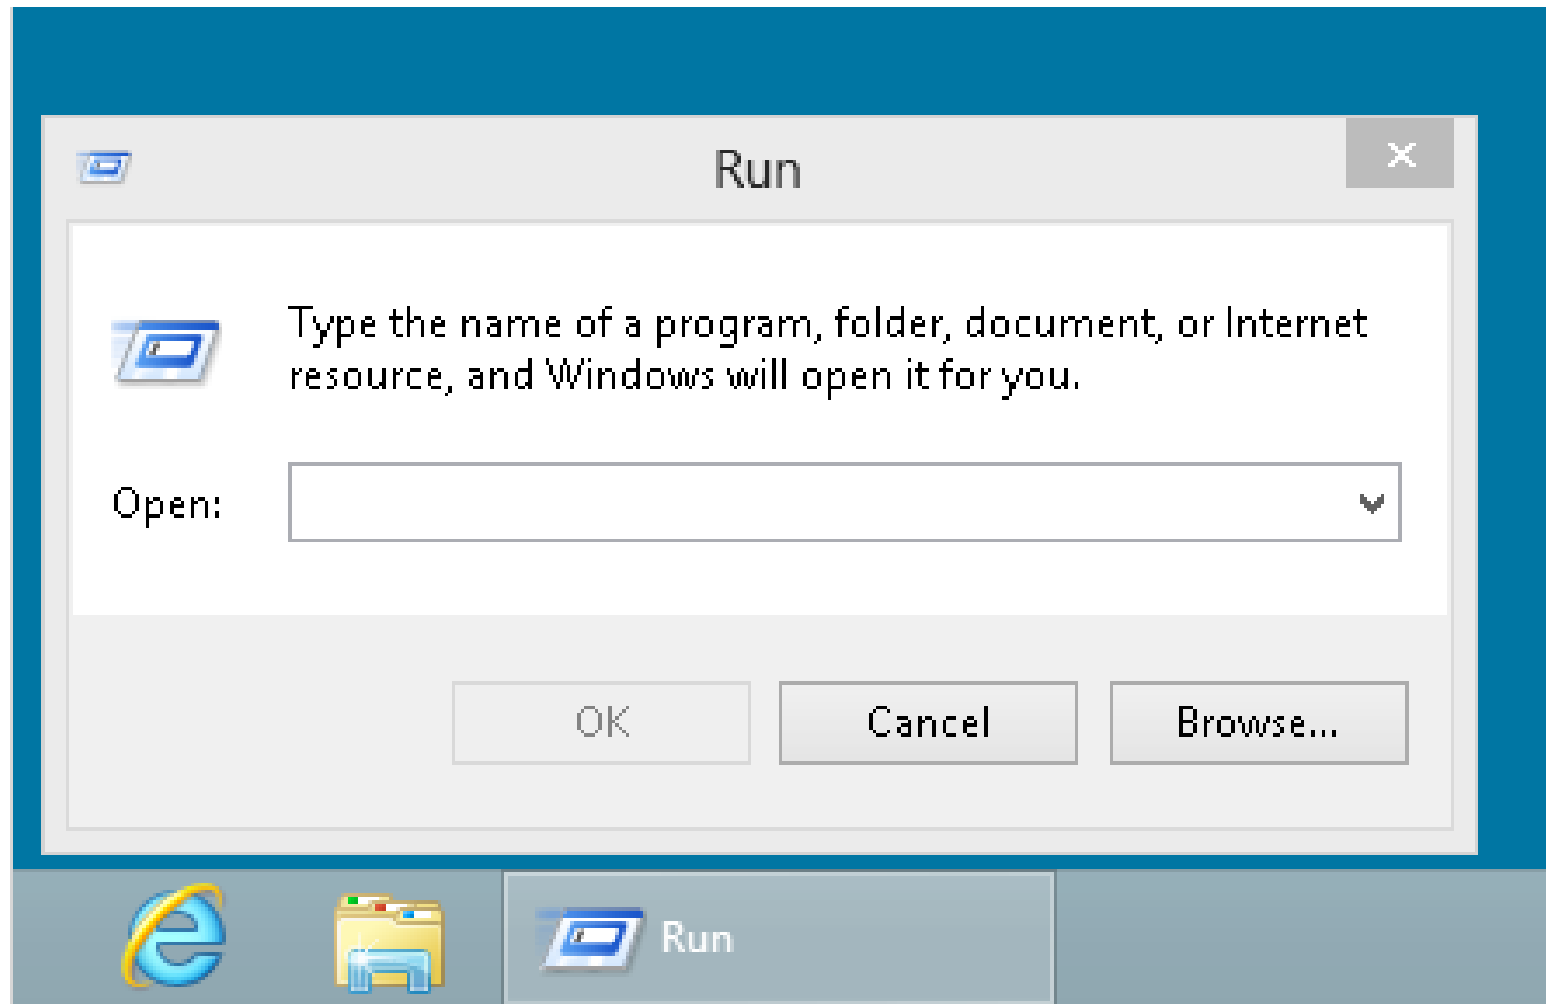 Run
Type the name of a program, folder, document, or Internet
resource, and Windows will open it for you.
Open:
OK
Cancel
Browse...
Run